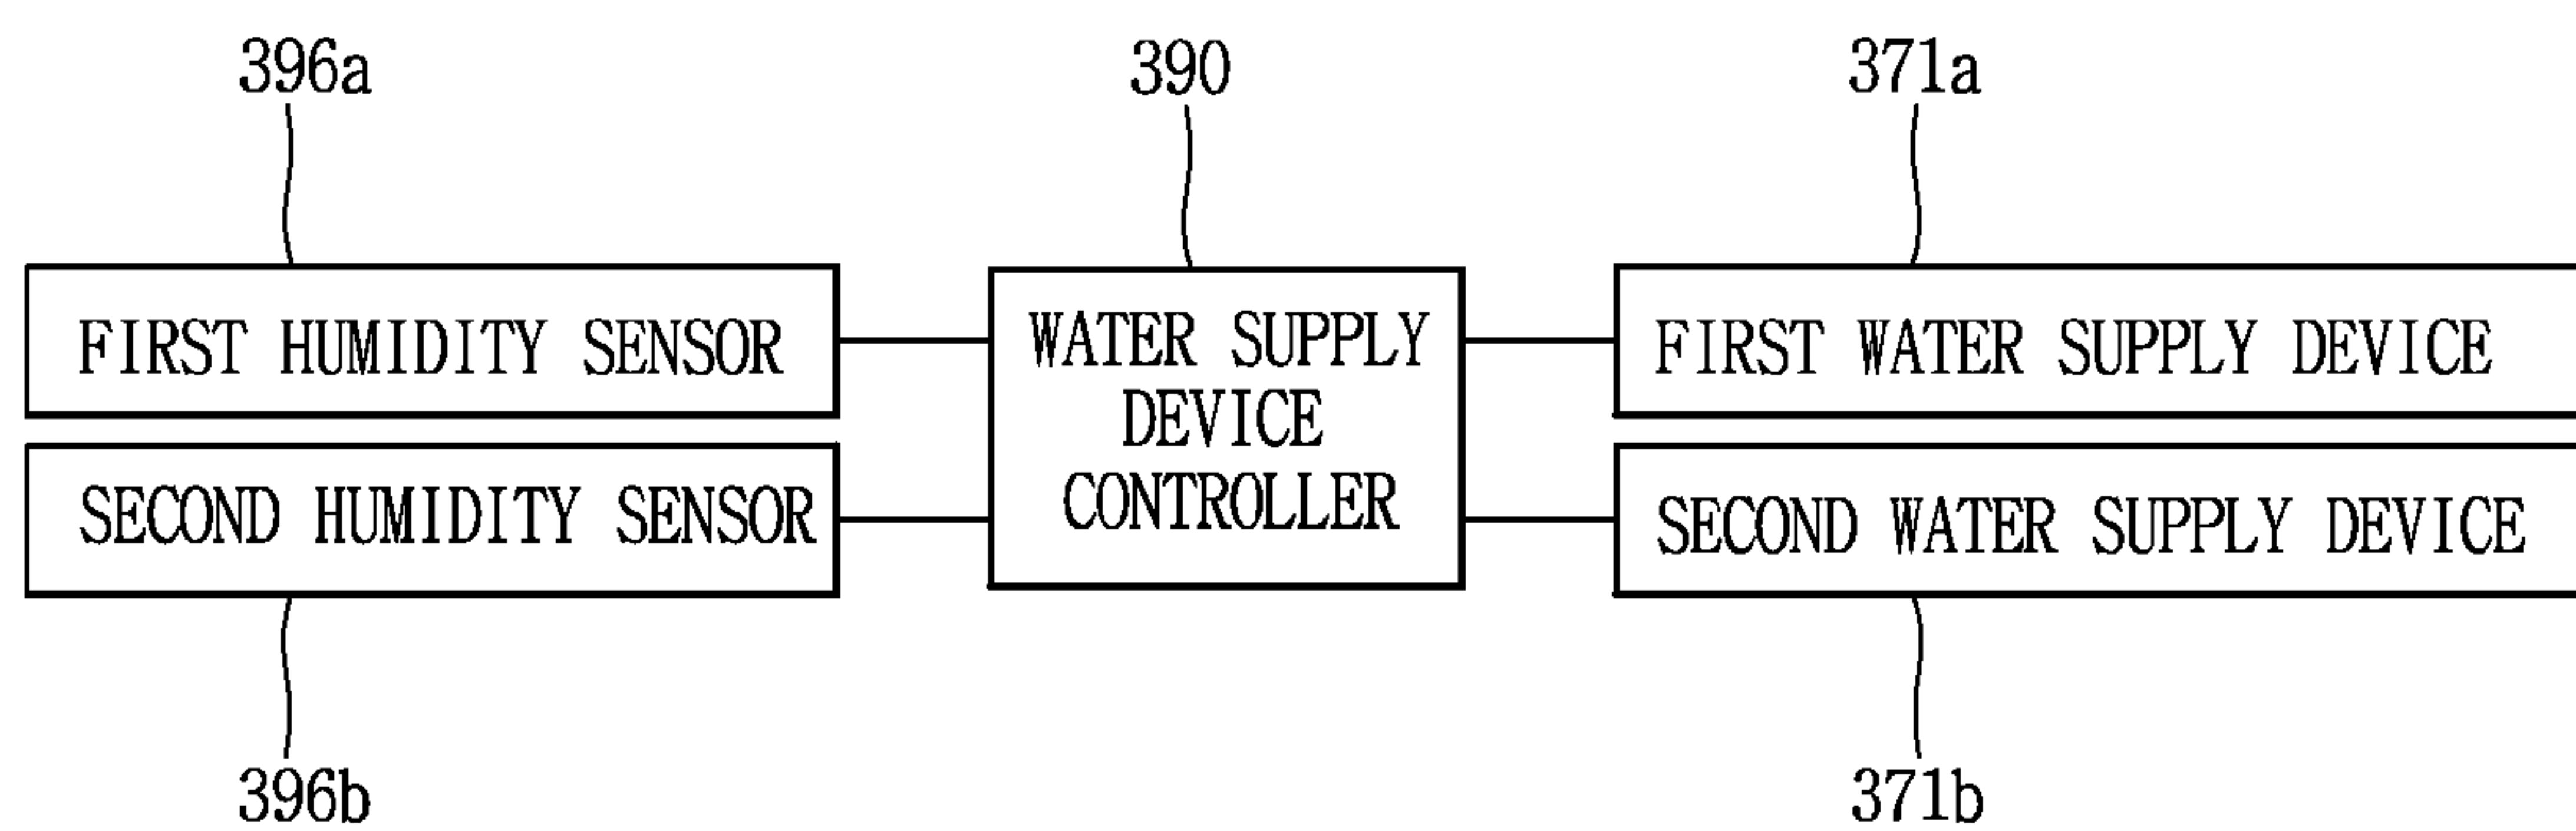 396a
390
371a
FIRST HUMIDITY SENSOR
WATER SUPPLY
DEVICE
CONTROLLER
FIRST WATER SUPPLY DEVICE
SECOND HUMIDITY SENSOR
SECOND WATER SUPPLY DEVICE
396b
371b